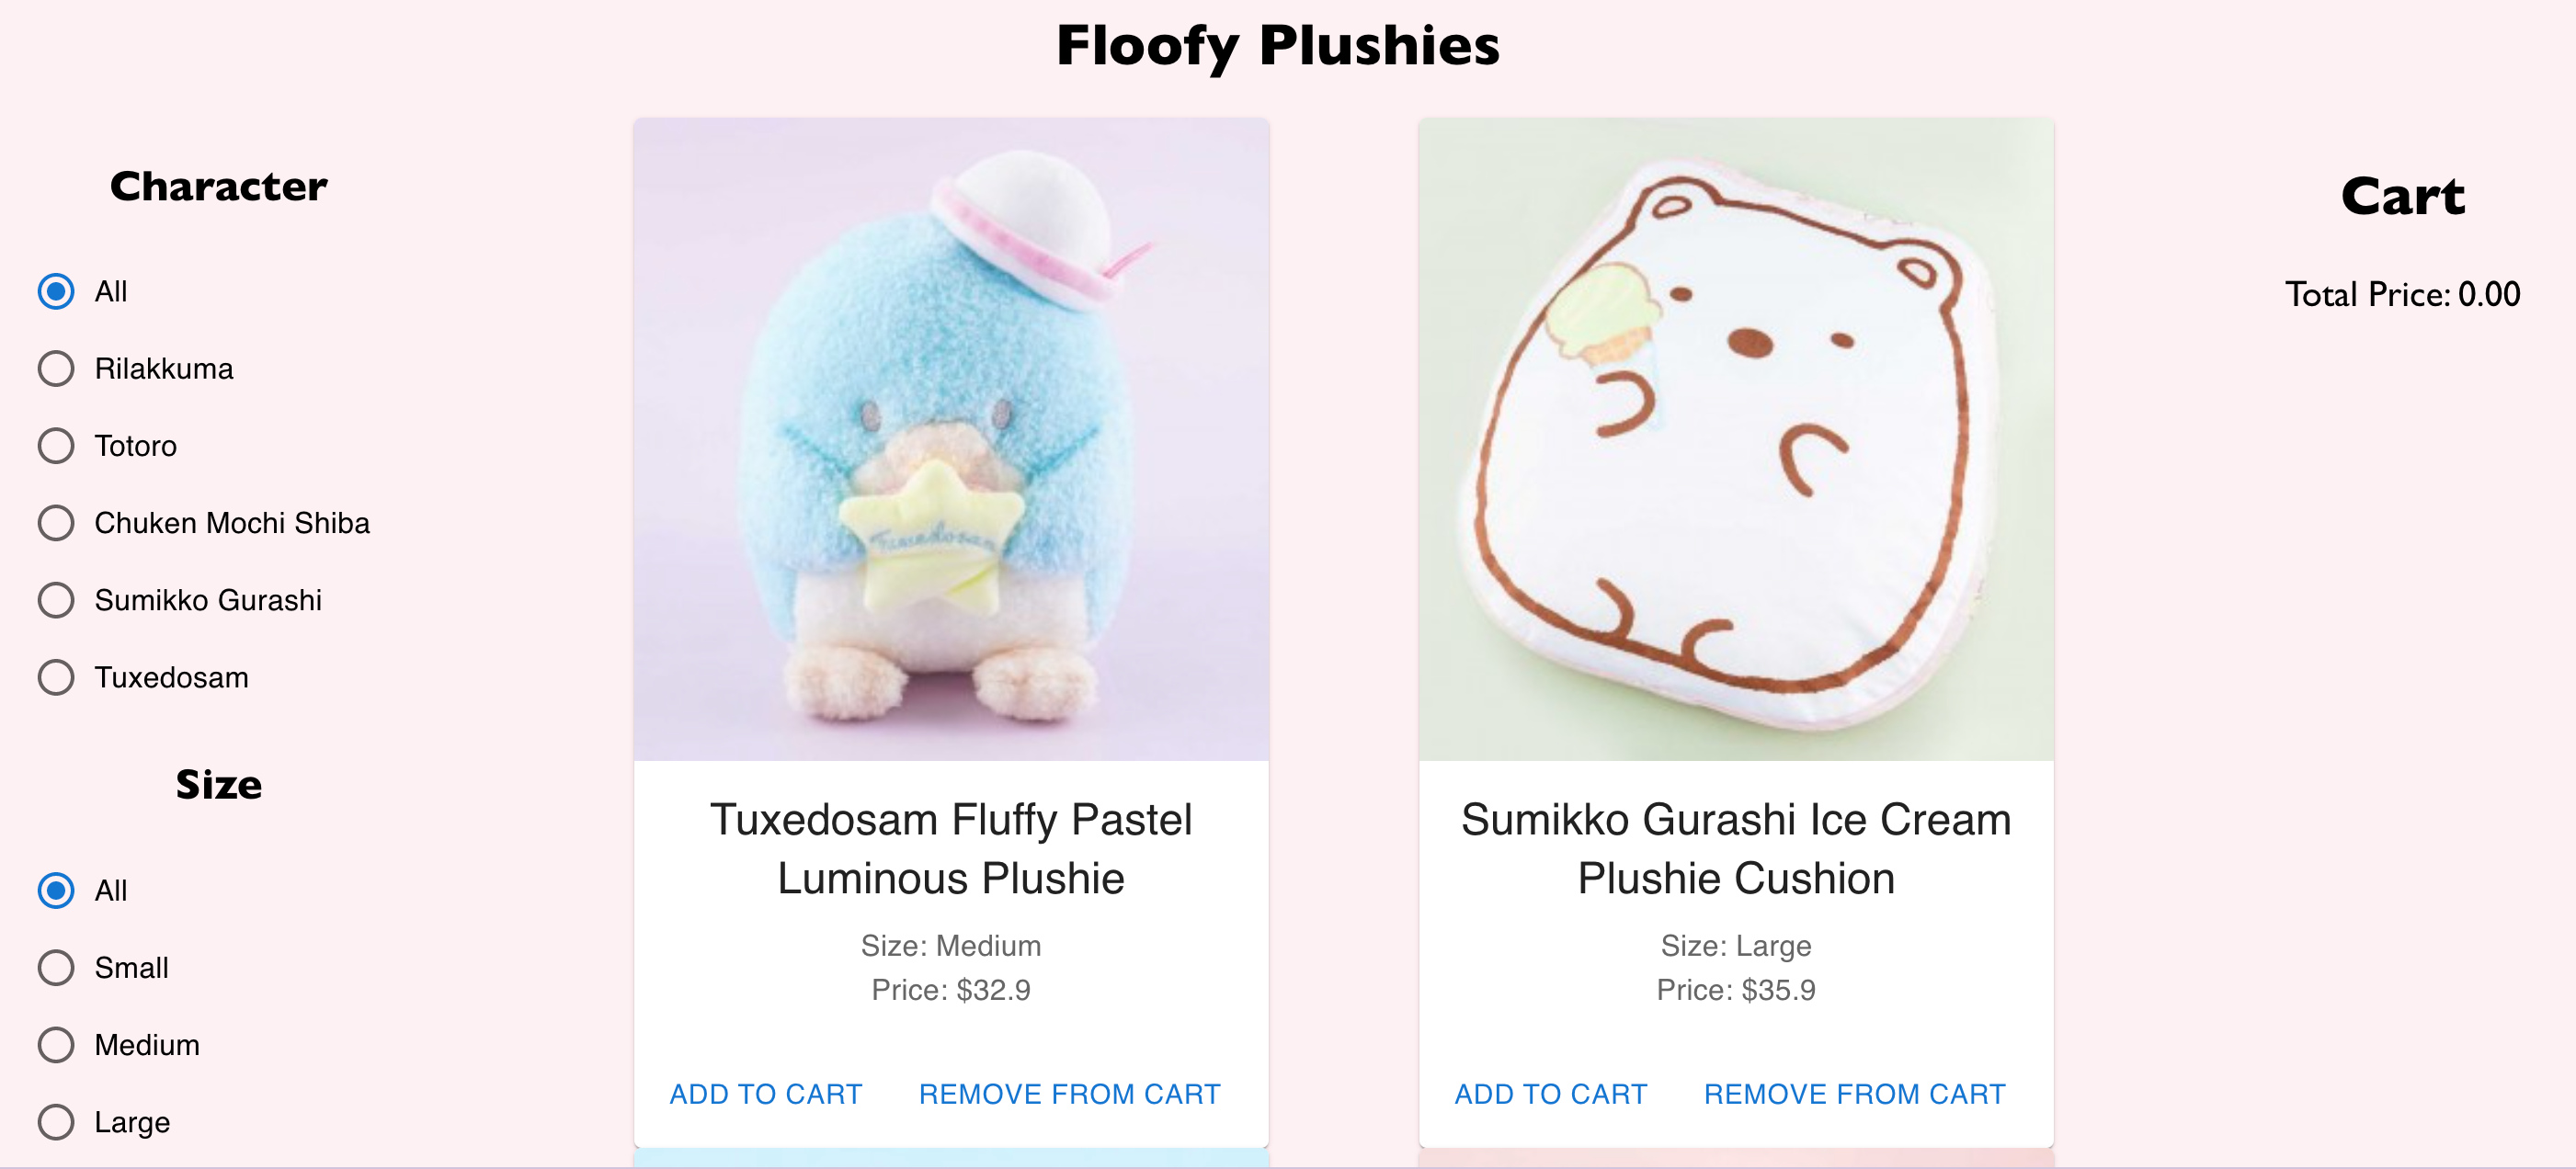 Floofy Plushies
Character
All
Rilakkuma
Totoro
Chuken Mochi Shiba
Sumikko Gurashi
Tuxedosam
Size
All
Small
Medium
Large
Tuxedosam
Tuxedosam Fluffy Pastel
Luminous Plushie
Size: Medium
Price: $32.9
ADD TO CART
REMOVE FROM CART
Sumikko Gurashi Ice Cream
Plushie Cushion
Size: Large
Price: $35.9
ADD TO CART
REMOVE FROM CART
Cart
Total Price: 0.00